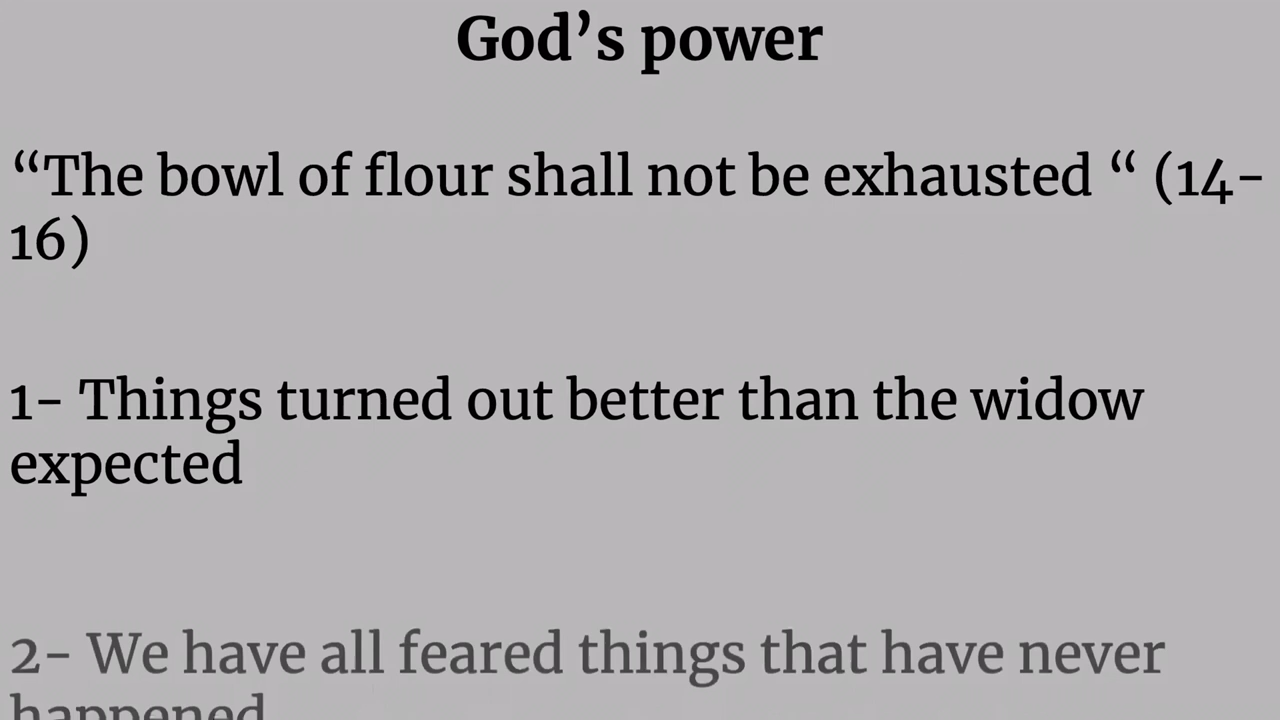 God’s power
“The bowl of flour shall not be exhausted “ (14-
16)
1- Things turned out better than the widow
expected
2- We have all feared things that have never
happened